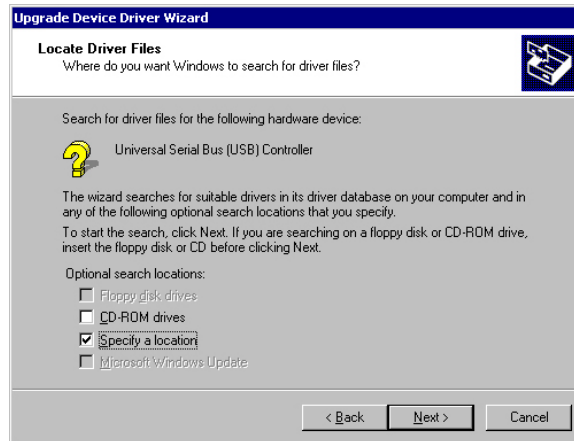 Upgrade Device Driver Wizard
Locate Driver Files
Where do you want Windows to search for driver files?
Search for driver files for the following hardware device:
Universal Serial Bus (USB) Controller
The wizard searches for suitable drivers in its driver database on your computer and in
any of the following optional search locations that you specify.
To start the search, click Next. If you are searching on a floppy disk or CD-ROM drive,
insert the floppy disk or CD before clicking Next.
Optional search locations:
Floppy disk drives
CD-ROM drives
Specify a location
Microsoft Windows Update
< Back Next > Cancel